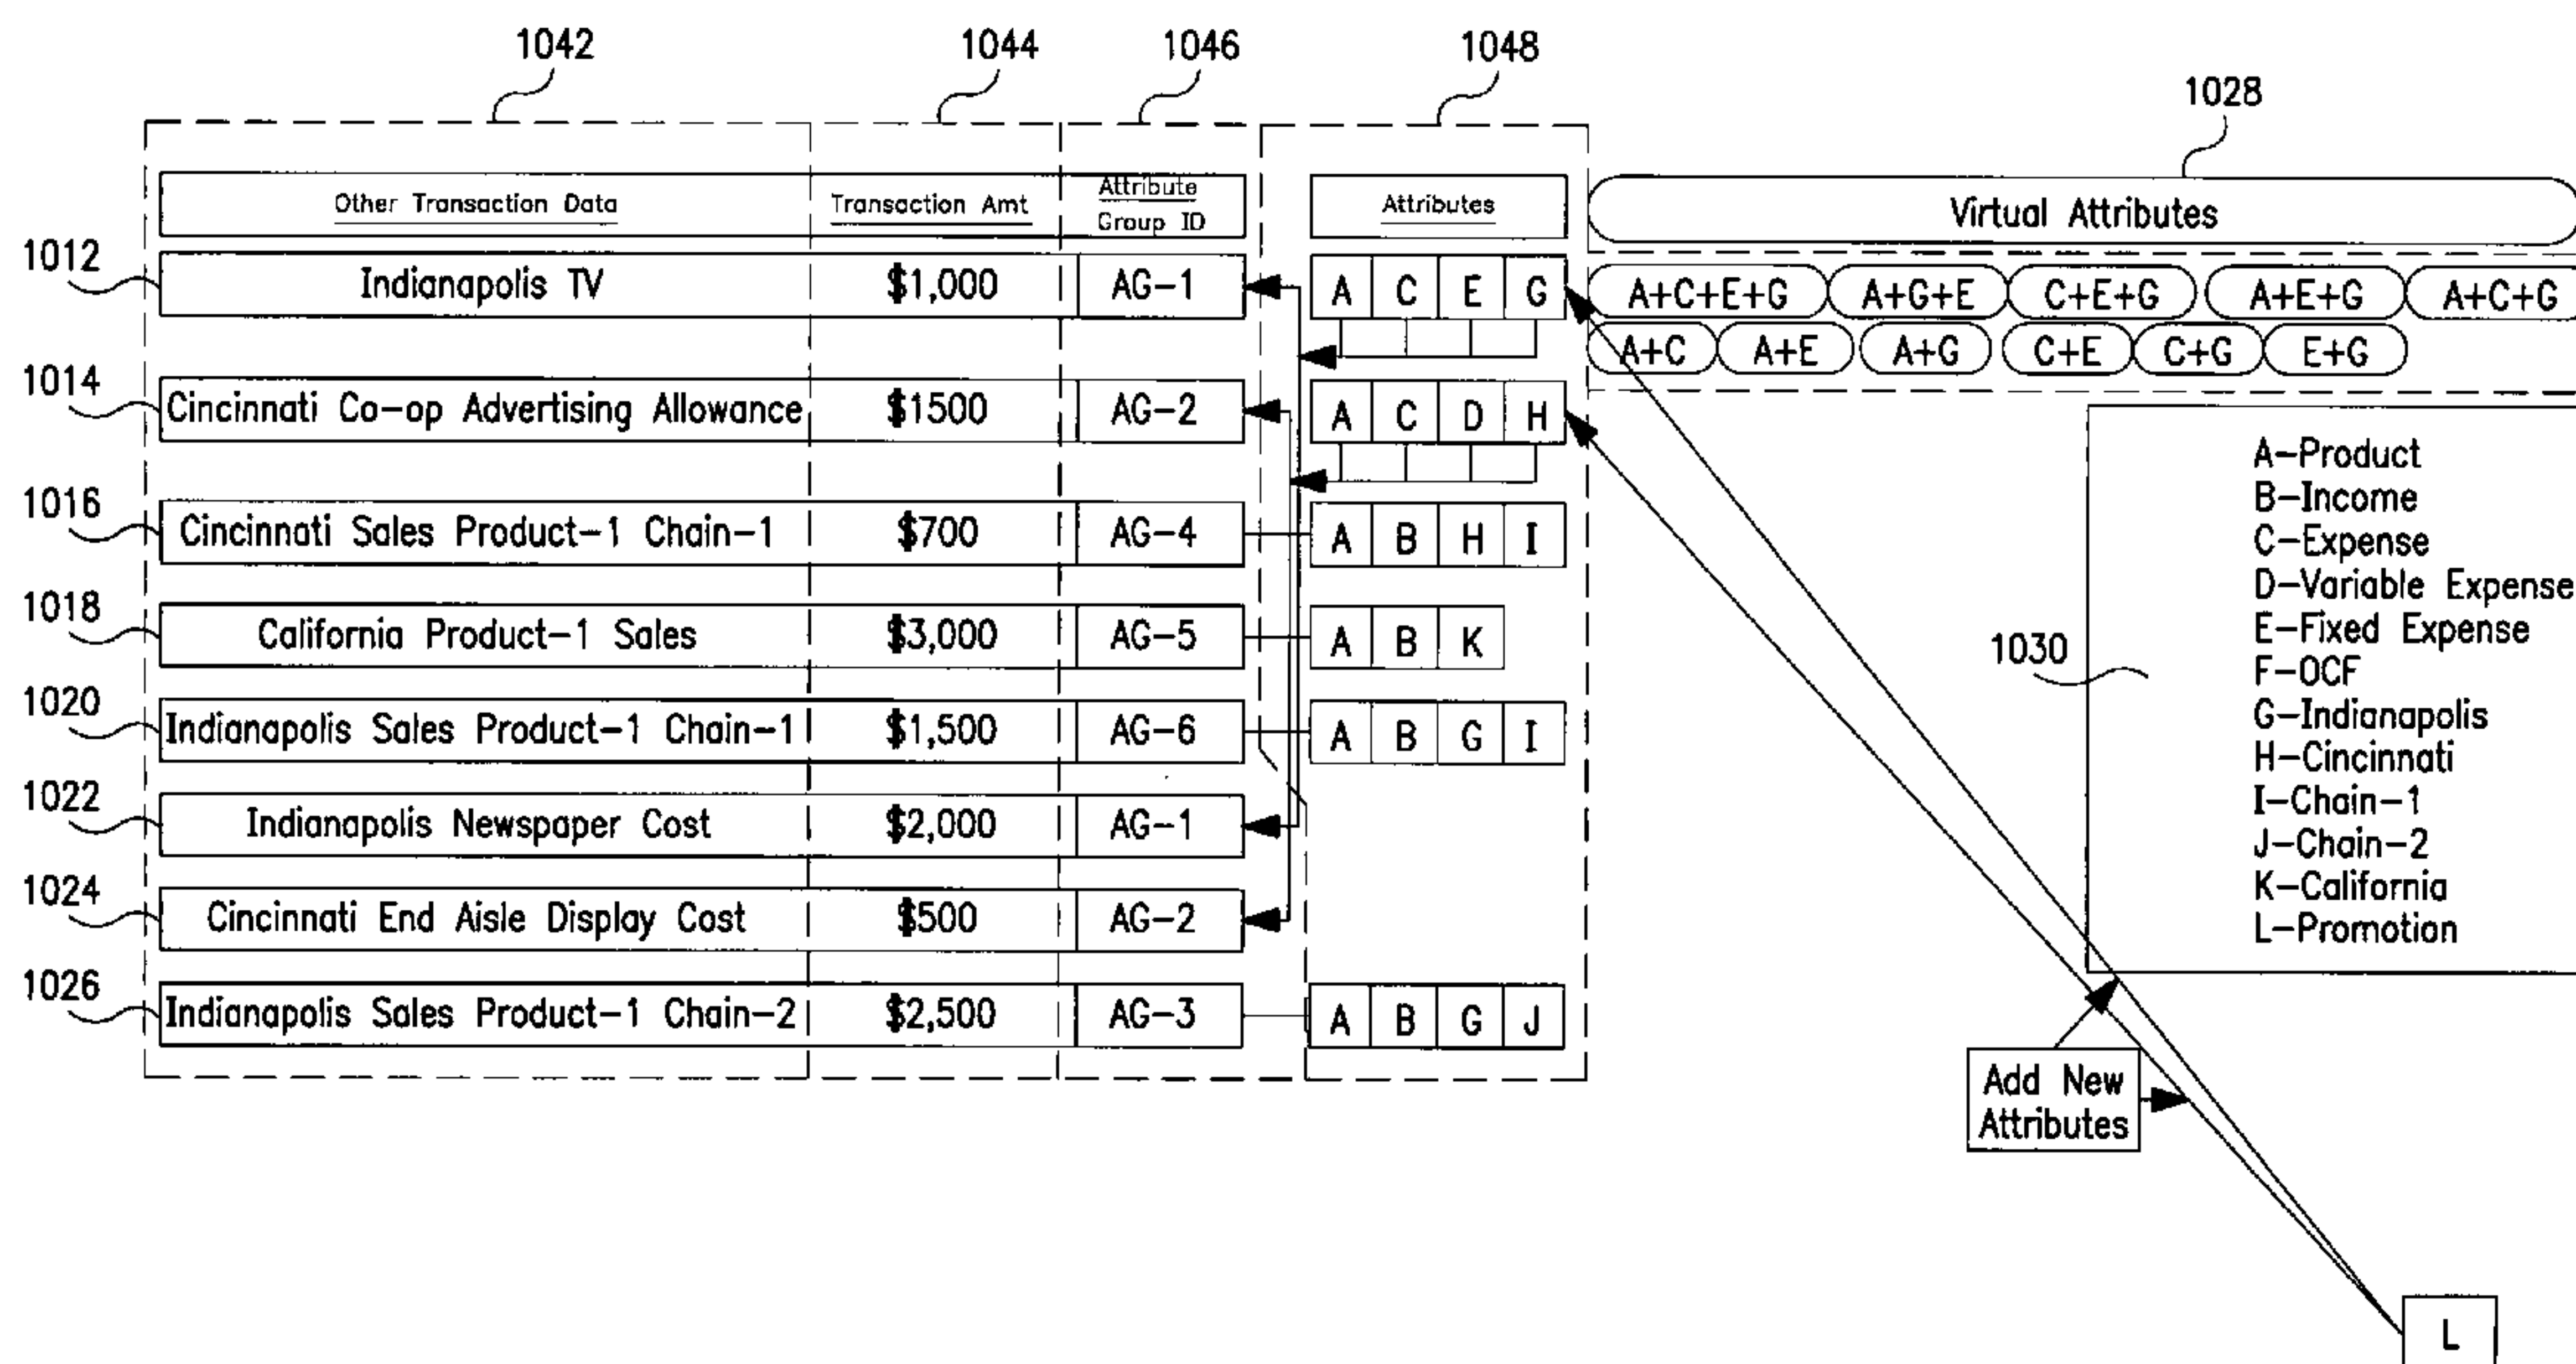 1042 1044 1046 1048 1028
Other Transaction Data Transaction Amt Attribute Group ID Attributes Virtual Attributes
1012 Indianapolis TV $1,000 AG-1 A C E G A+C+E+G A+G+E C+E+G A+E+G A+C+G
A+C A+E A+G C+E C+G E+G
1014 Cincinnati Co-op Advertising Allowance $1500 AG-2 A C D H
1016 Cincinnati Sales Product-1 Chain-1 $700 AG-4 A B H I
1018 California Product-1 Sales $3,000 AG-5 A B K
1020 Indianapolis Sales Product-1 Chain-1 $1,500 AG-6 A B G I
1022 Indianapolis Newspaper Cost $2,000 AG-1
1024 Cincinnati End Aisle Display Cost $500 AG-2
1026 Indianapolis Sales Product-1 Chain-2 $2,500 AG-3 A B G J
1030
A-Product
B-Income
C-Expense
D-Variable Expense
E-Fixed Expense
F-OCF
G-Indianapolis
H-Cincinnati
I-Chain-1
J-Chain-2
K-California
L-Promotion
Add New
Attributes
L